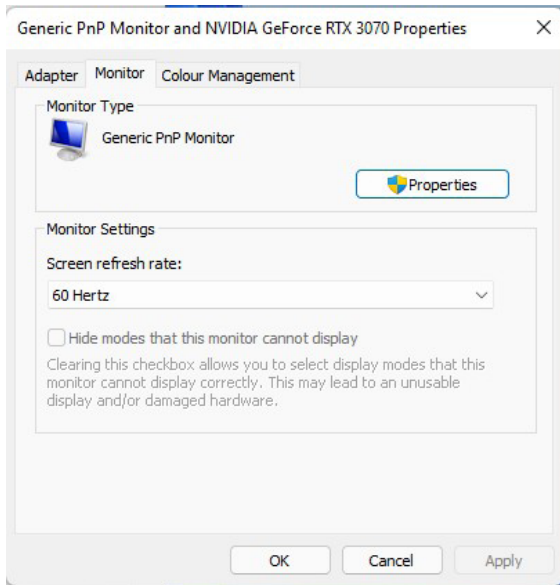 Generic PnP Monitor and NVIDIA GeForce RTX 3070 Properties
Adapter Monitor Colour Management
Monitor Type
Generic PnP Monitor
Properties
Monitor Settings
Screen refresh rate:
60 Hertz
Hide modes that this monitor cannot display
Clearing this checkbox allows you to select display modes that this
monitor cannot display correctly. This may lead to an unusable
display and/or damaged hardware.
OK Cancel Apply